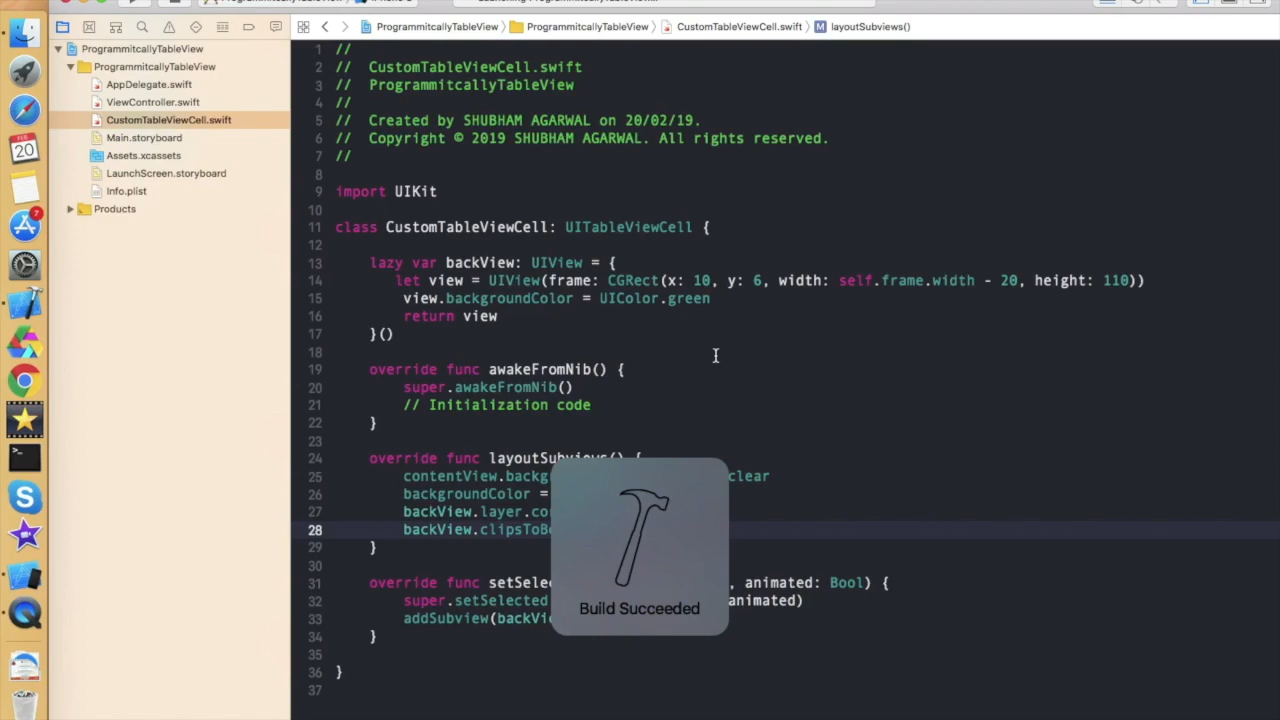 ProgrammitcallyTableView
ProgrammitcallyTableView
CustomTableViewCell.swift
layoutSubviews()
ProgrammitcallyTableView
ProgrammitcallyTableView
AppDelegate.swift
ViewController.swift
CustomTableViewCell.swift
Main.storyboard
Assets.xcassets
LaunchScreen.storyboard
Info.plist
Products
FEB
20
7
1 //
2 // CustomTableViewCell.swift
3 // ProgrammitcallyTableView
4 //
5 // Created by SHUBHAM AGARWAL on 20/02/19.
6 // Copyright © 2019 SHUBHAM AGARWAL. All rights reserved.
7 //
8
9 import UIKit
10
11 class CustomTableViewCell: UITableViewCell {
12
13 lazy var backView: UIView = {
14 let view = UIView(frame: CGRect(x: 10, y: 6, width: self.frame.width - 20, height: 110))
15 view.backgroundColor = UIColor.green
16 return view
17 }()
18
19 override func awakeFromNib() {
20 super.awakeFromNib()
21 // Initialization code
22 }
23
24 override func layoutSubviews() {
25 contentView.backg clear
26 backgroundColor =
27 backView.layer.co
28 backView.clipsToB
29 }
30
31 override func setSele , animated: Bool) {
32 super.setSelected animated)
33 addSubview(backVi
34 }
35
36 }
37
Build Succeeded